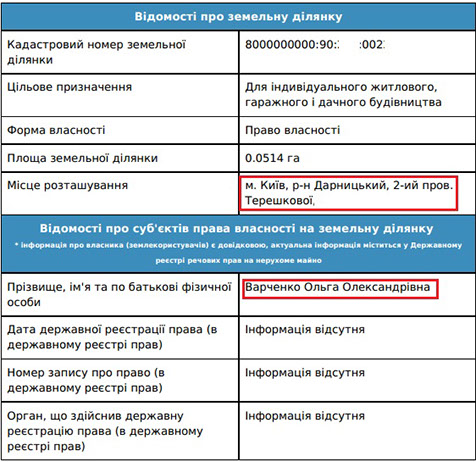 Відомості про земельну ділянку
Кадастровий номер земельної
ділянки
8000000000:90: :002
Цільове призначення
Для індивідуального житлового,
гаражного і дачного будівництва
Форма власності
Право власності
Площа земельної ділянки
0.0514 га
Місце розташування
м. Київ, р-н Дарницький, 2-ий пров.
Терешкової,
Відомості про суб'єктів права власності на земельну ділянку
* інформація про власника (землекористувачів) є довідковою, актуальна інформація міститься у Державному
реєстрі речових прав на нерухоме майно
Прізвище, ім'я та по батькові фізичної
особи
Варченко Ольга Олександрівна
Дата державної реєстрації права (в
державному реєстрі прав)
Інформація відсутня
Номер запису про право (в
державному реєстрі прав)
Інформація відсутня
Орган, що здійснив державну
реєстрацію права (в державному
реєстрі прав)
Інформація відсутня